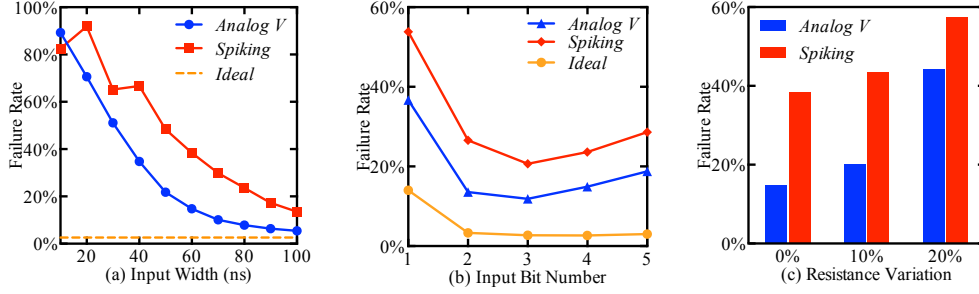 100%
80%
60%
40%
20%
0%
Failure Rate
Analog V
Spiking
Ideal
20
40
60
80
100
(a) Input Width (ns)
60%
40%
20%
0%
Failure Rate
Analog V
Spiking
Ideal
1
2
3
4
5
(b) Input Bit Number
60%
40%
20%
0%
Failure Rate
Analog V
Spiking
0%
10%
20%
(c) Resistance Variation